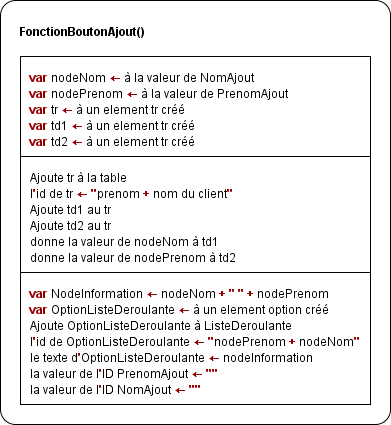 FonctionBoutonAjout()
var nodeNom ← à la valeur de NomAjout
var nodePrenom ← à la valeur de PrenomAjout
var tr ← à un element tr créé
var td1 ← à un element tr créé
var td2 ← à un element tr créé
Ajoute tr à la table
l'id de tr ← "prenom + nom du client"
Ajoute td1 au tr
Ajoute td2 au tr
donne la valeur de nodeNom à td1
donne la valeur de nodePrenom à td2
var NodeInformation ← nodeNom + " " + nodePrenom
var OptionListeDeroulante ← à un element option créé
Ajoute OptionListeDeroulante à ListeDeroulante
l'id de OptionListeDeroulante ← "nodePrenom + nodeNom"
le texte d'OptionListeDeroulante ← nodeInformation
la valeur de l'ID PrenomAjout ← ""
la valeur de l'ID NomAjout ← ""